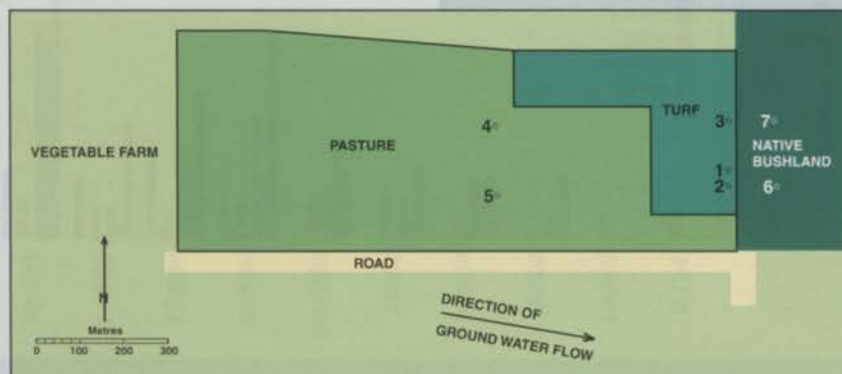 TURF
3
7
4
VEGETABLE FARM
PASTURE
NATIVE
BUSHLAND
1
2
6
5
ROAD
N
DIRECTION OF
GROUND WATER FLOW
Metres
0 100 200 300